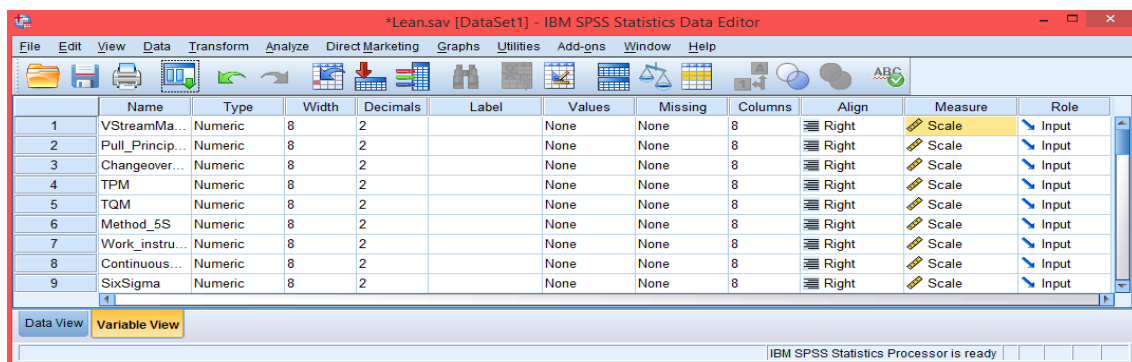 *Lean.sav [DataSet1] - IBM SPSS Statistics Data Editor
File Edit View Data Transform Analyze Direct Marketing Graphs Utilities Add-ons Window Help
A
1 4
ABC
Name Type Width Decimals Label Values Missing Columns Align Measure Role
1 VStreamMa... Numeric 8 2 None None 8 Right Scale Input
2 Pull_Princip... Numeric 8 2 None None 8 Right Scale Input
3 Changeover... Numeric 8 2 None None 8 Right Scale Input
4 TPM Numeric 8 2 None None 8 Right Scale Input
5 TQM Numeric 8 2 None None 8 Right Scale Input
6 Method_5S Numeric 8 2 None None 8 Right Scale Input
7 Work_instru... Numeric 8 2 None None 8 Right Scale Input
8 Continuous... Numeric 8 2 None None 8 Right Scale Input
9 SixSigma Numeric 8 2 None None 8 Right Scale Input
Data View Variable View
IBM SPSS Statistics Processor is ready